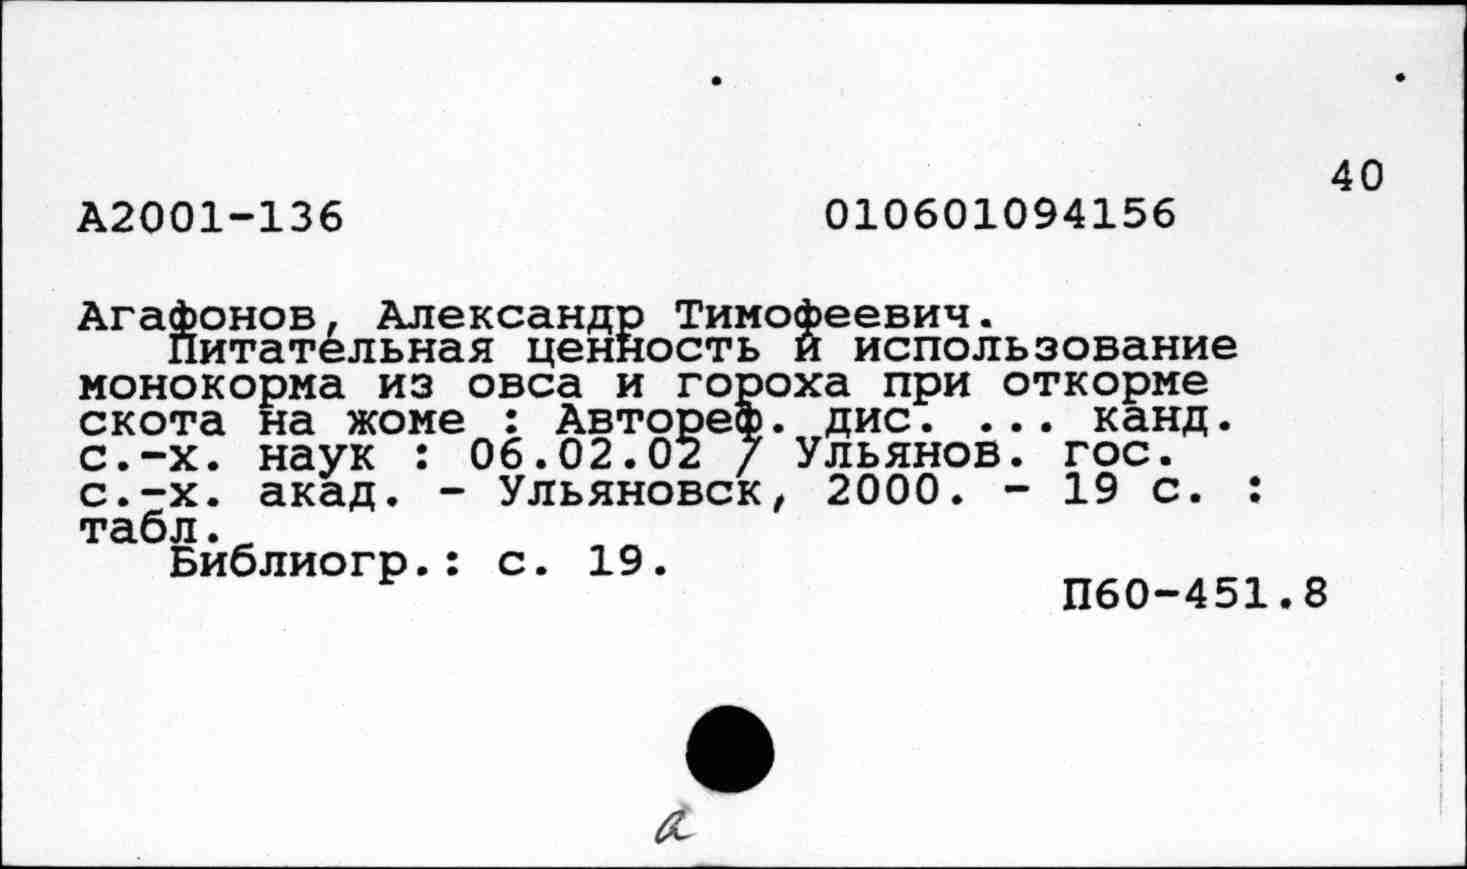 40
А2001-136 010601094156
Агафонов, Александр Тимофеевич.
Питательная ценность и использование
монокорма из овса и гороха при откорме
скота на жоме : Автореф. дис. ... канд.
с.-х. наук : 06.02.02 / Ульянов. гос.
с.-х. акад. - Ульяновск, 2000. - 19 с. :
табл.
Библиогр.: с. 19.
П60-451.8
а